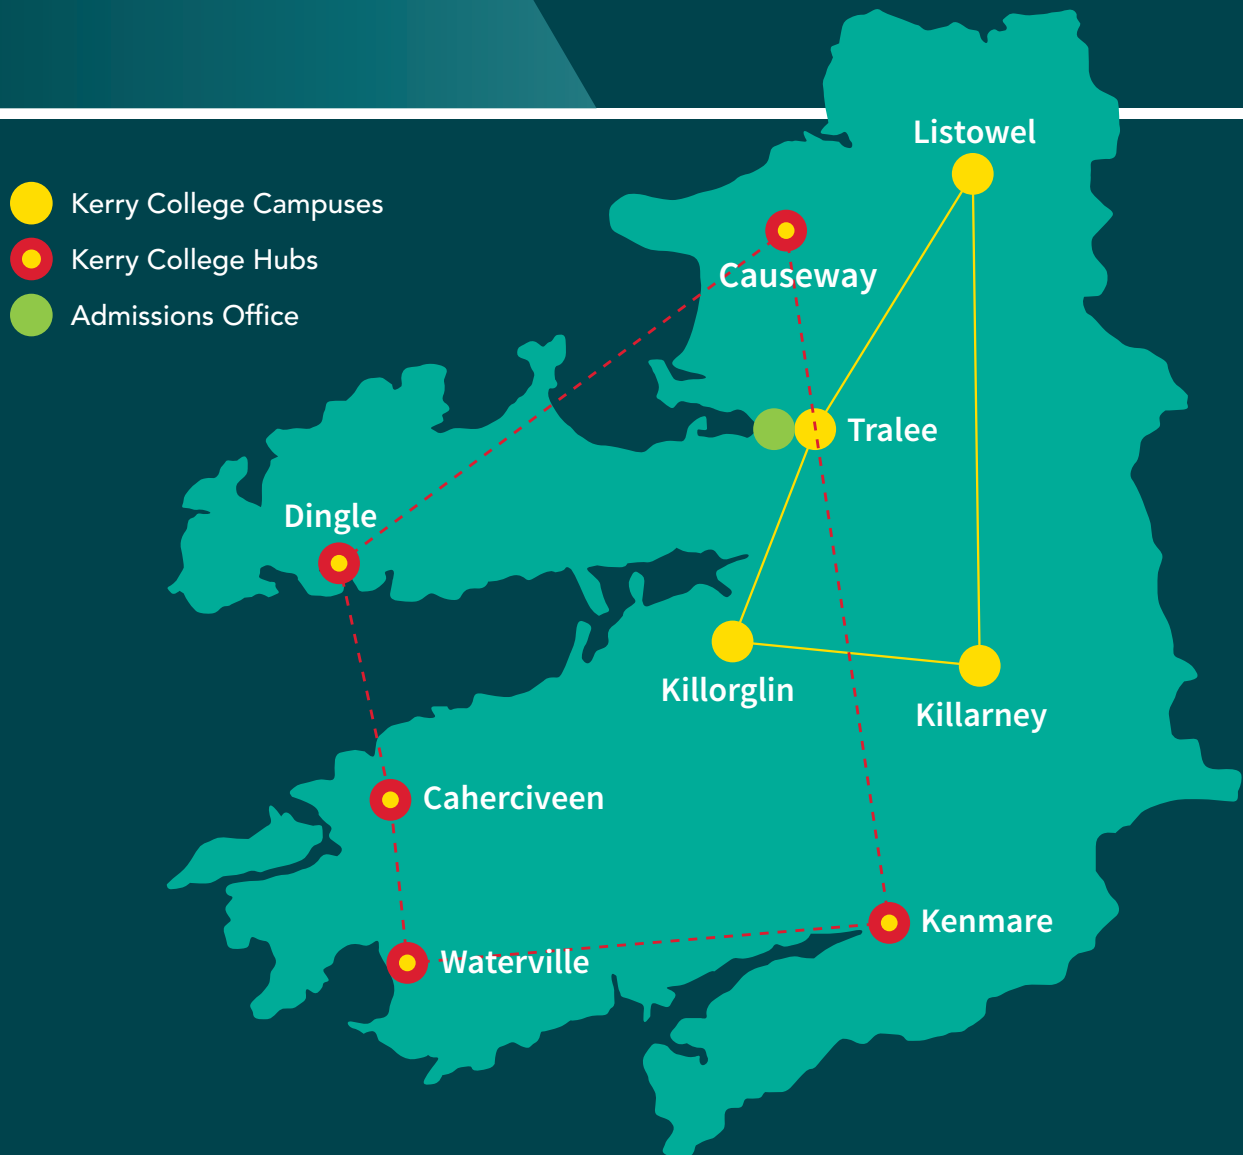 Kerry College Campuses
Kerry College Hubs
Admissions Office
Listowel
Causeway
Tralee
Dingle
Killorglin
Killarney
Caherciveen
Kenmare
Waterville